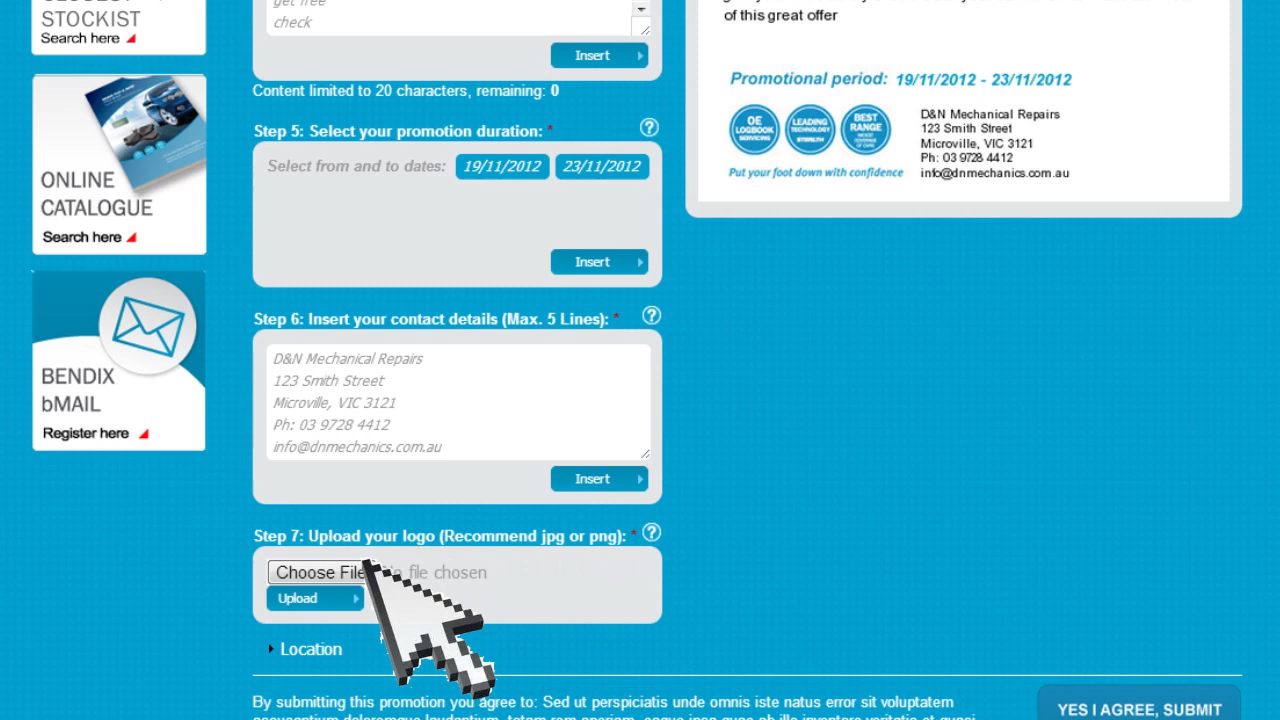 STOCKIST
Search here
ONLINE
CATALOGUE
Search here
BENDIX
bMAIL
Register here
get free
check
Insert
Content limited to 20 characters, remaining: 0
Step 5: Select your promotion duration: *
Select from and to dates: 19/11/2012 23/11/2012
Insert
Step 6: Insert your contact details (Max. 5 Lines): *
D&N Mechanical Repairs
123 Smith Street
Microville, VIC 3121
Ph: 03 9728 4412
info@dnmechanics.com.au
Insert
Step 7: Upload your logo (Recommend jpg or png): *
Choose File file chosen
Upload
Location
By submitting this promotion you agree to: Sed ut perspiciatis unde omnis iste natus error sit voluptatem
YES I AGREE, SUBMIT
of this great offer
Promotional period: 19/11/2012 - 23/11/2012
OE
LOGBOOK
SERVICING
LEADING
TECHNOLOGY
STEALTH
BEST
RANGE
Put your foot down with confidence
D&N Mechanical Repairs
123 Smith Street
Microville, VIC 3121
Ph: 03 9728 4412
info@dnmechanics.com.au